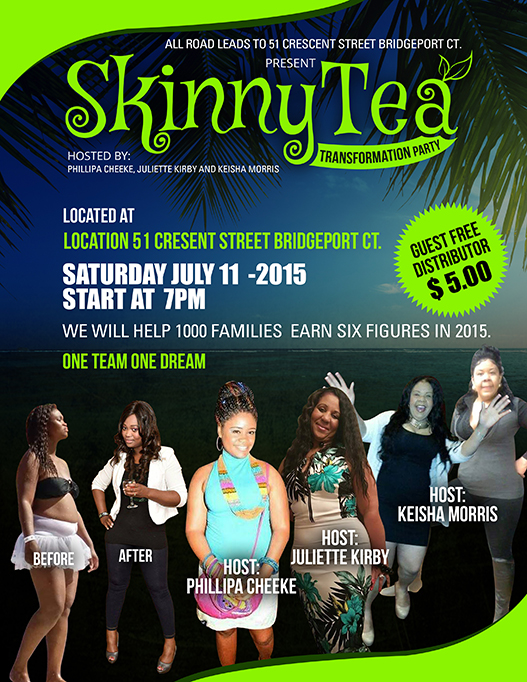 ALL ROAD LEADS TO 51 CRESCENT STREET BRIDGEPORT CT.
PRESENT
SkinnyTea
TRANSFORMATION PARTY
HOSTED BY:
PHILLIPA CHEEKE, JULIETTE KIRBY AND KEISHA MORRIS
LOCATED AT
LOCATION 51 CRESENT STREET BRIDGEPORT CT.
GUEST FREE
DISTRIBUTOR
$ 5.00
SATURDAY JULY 11 -2015
START AT 7PM
WE WILL HELP 1000 FAMILIES EARN SIX FIGURES IN 2015.
ONE TEAM ONE DREAM
BEFORE
AFTER
HOST:
PHILLIPA CHEEKE
HOST:
JULIETTE KIRBY
HOST:
KEISHA MORRIS